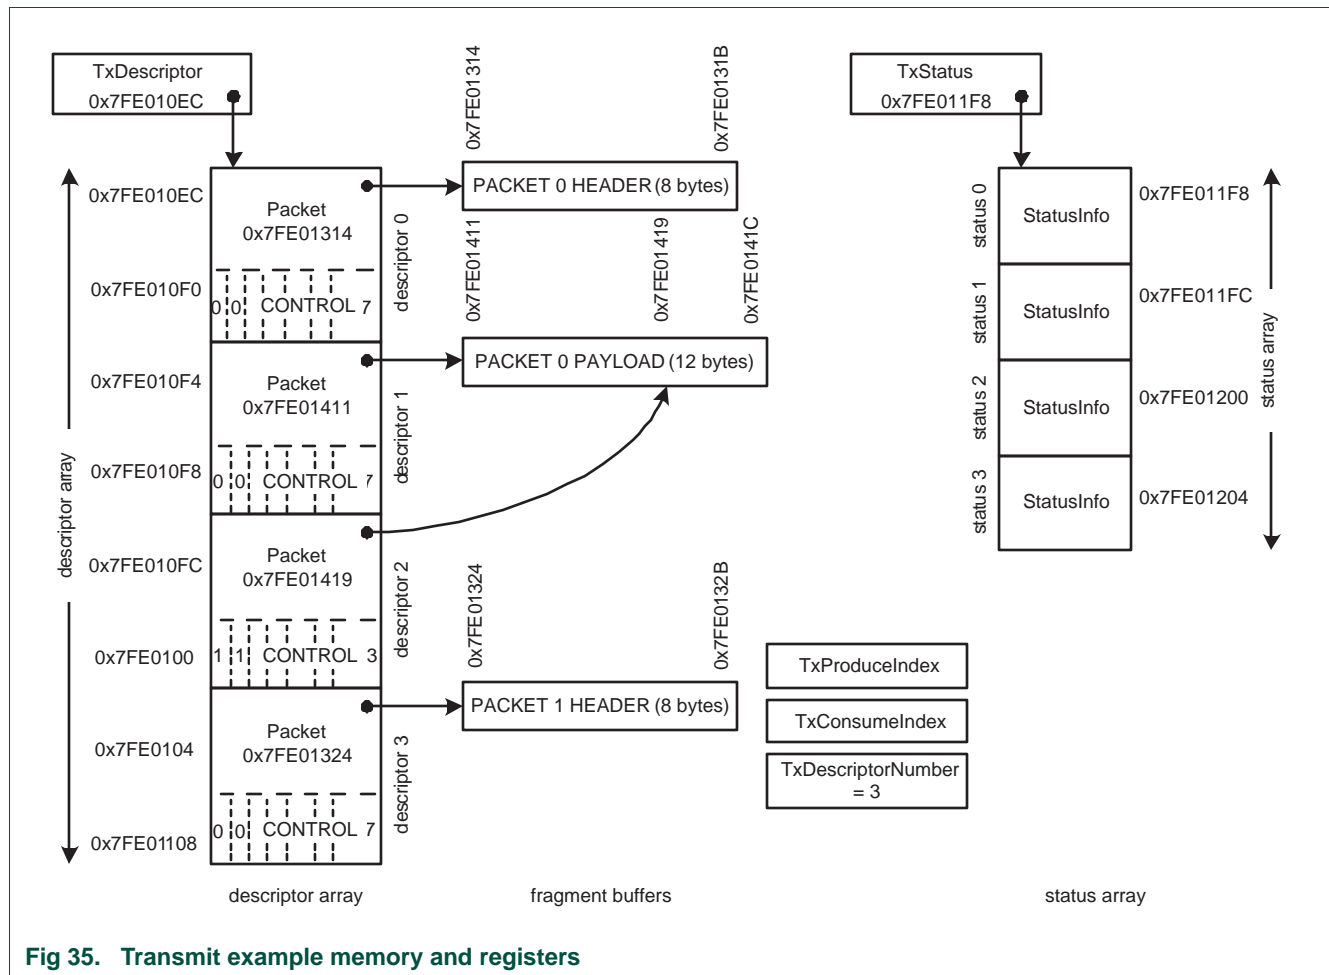 TxDescriptor
0x7FE010EC
0x7FE01314
0x7FE0131B
TxStatus
0x7FE011F8
0x7FE010EC
Packet
0x7FE01314
0x7FE010F0
0 0 CONTROL 7
descriptor 0
PACKET 0 HEADER (8 bytes)
0x7FE01411
0x7FE01419
0x7FE0141C
0x7FE010F4
Packet
0x7FE01411
0x7FE010F8
0 0 CONTROL 7
descriptor 1
PACKET 0 PAYLOAD (12 bytes)
0x7FE010FC
Packet
0x7FE01419
0x7FE0100
1 1 CONTROL 3
descriptor 2
0x7FE01324
0x7FE0132B
0x7FE0104
Packet
0x7FE01324
0x7FE01108
0 0 CONTROL 7
descriptor 3
PACKET 1 HEADER (8 bytes)
descriptor array
status 0
StatusInfo
0x7FE011F8
status 1
StatusInfo
0x7FE011FC
status 2
StatusInfo
0x7FE01200
status 3
StatusInfo
0x7FE01204
status array
TxProduceIndex
TxConsumeIndex
TxDescriptorNumber
= 3
descriptor array
fragment buffers
status array
Fig 35. Transmit example memory and registers